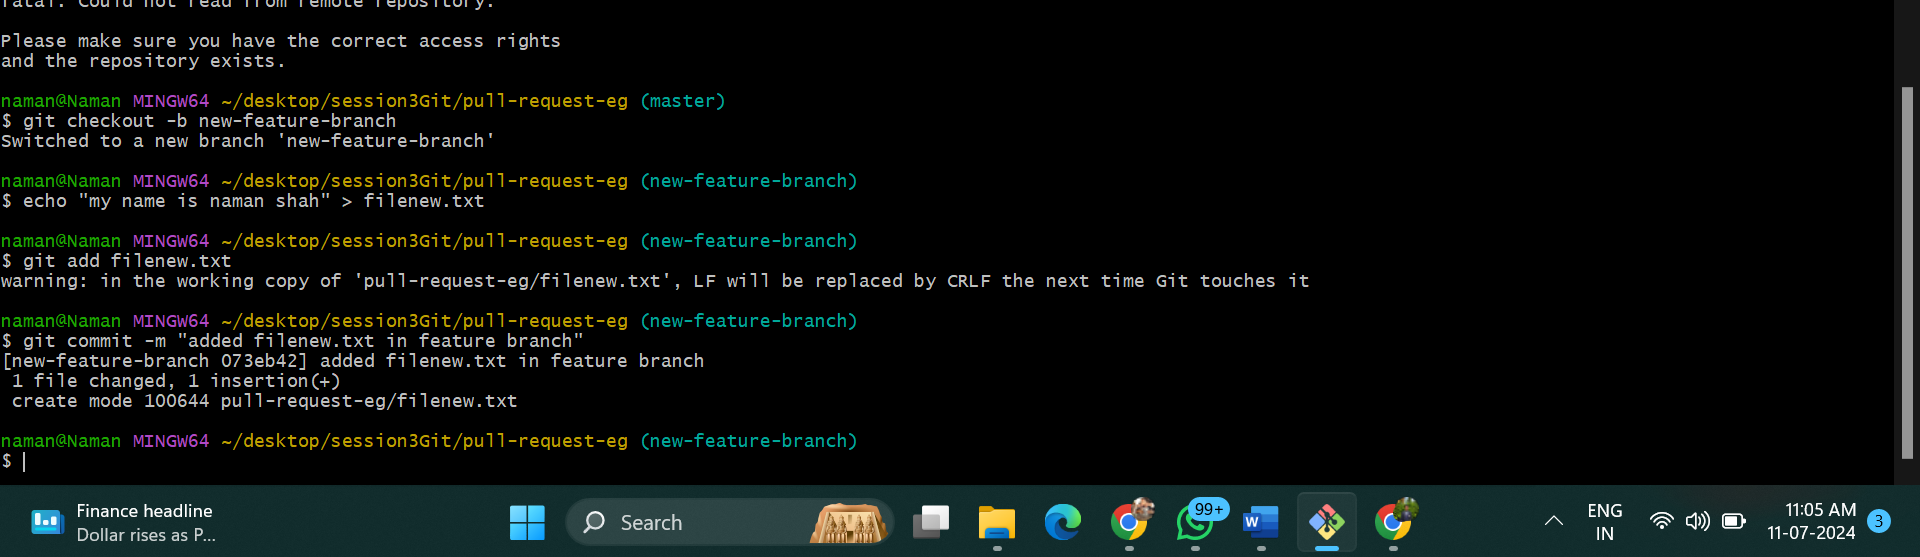 fatal: Could not read from remote repository.
Please make sure you have the correct access rights
and the repository exists.
naman@Naman MINGW64 ~/desktop/session3Git/pull-request-eg (master)
$ git checkout -b new-feature-branch
Switched to a new branch 'new-feature-branch'
naman@Naman MINGW64 ~/desktop/session3Git/pull-request-eg (new-feature-branch)
$ echo "my name is naman shah" > filenew.txt
naman@Naman MINGW64 ~/desktop/session3Git/pull-request-eg (new-feature-branch)
$ git add filenew.txt
warning: in the working copy of 'pull-request-eg/filenew.txt', LF will be replaced by CRLF the next time Git touches it
naman@Naman MINGW64 ~/desktop/session3Git/pull-request-eg (new-feature-branch)
$ git commit -m "added filenew.txt in feature branch"
[new-feature-branch 073eb42] added filenew.txt in feature branch
 1 file changed, 1 insertion(+)
 create mode 100644 pull-request-eg/filenew.txt
naman@Naman MINGW64 ~/desktop/session3Git/pull-request-eg (new-feature-branch)
$
Finance headline
Dollar rises as P...
Search
99+
W
ENG
IN
11:05 AM
11-07-2024
3